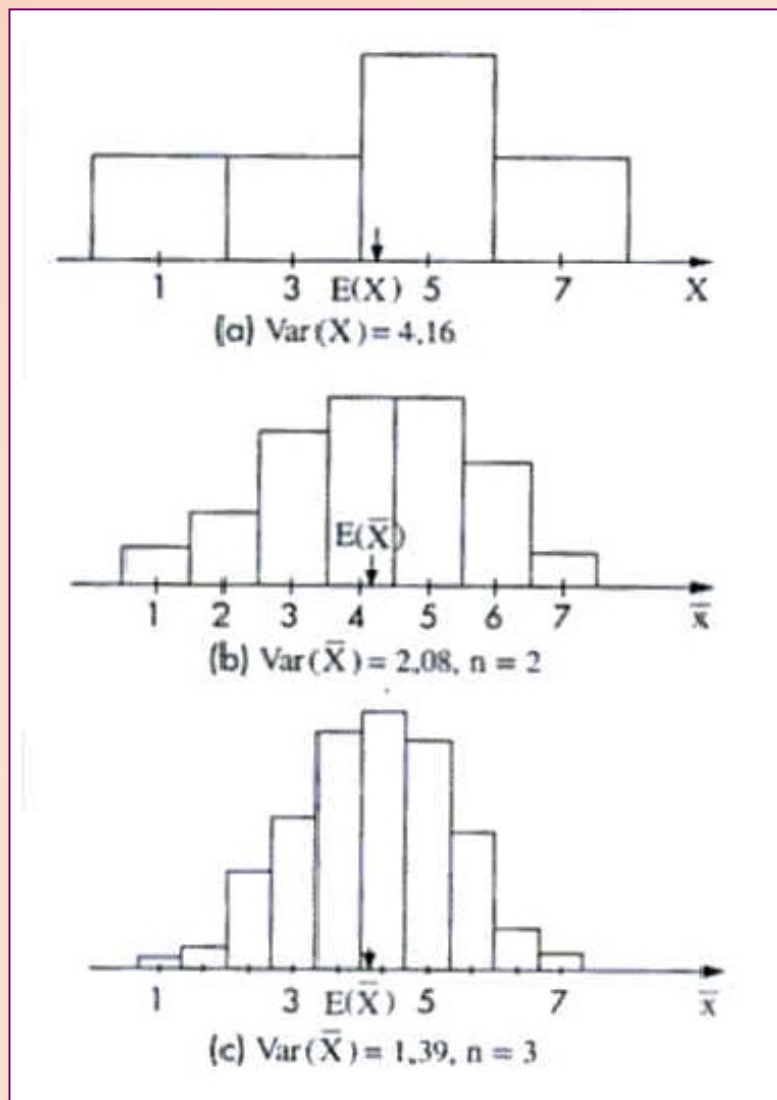 1 3 E(X) 5 7 X
(a) Var(X) = 4,16
E(X̄)
1 2 3 4 5 6 7 x̄
(b) Var(X̄) = 2,08, n = 2
1 3 E(X̄) 5 7 x̄
(c) Var(X̄) = 1,39, n = 3